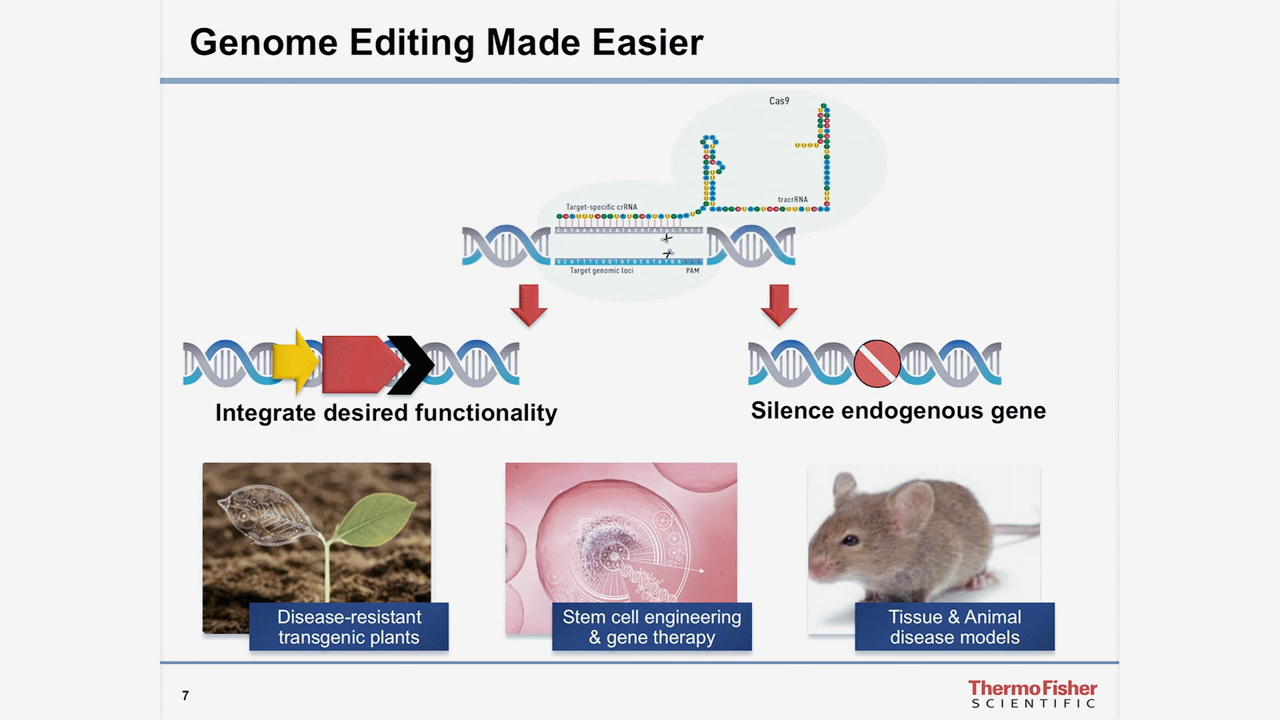 Genome Editing Made Easier
Cas9
tracrRNA
Target-specific crRNA
Target genomic loci
PAM
Integrate desired functionality
Silence endogenous gene
Disease-resistant
transgenic plants
Stem cell engineering
& gene therapy
Tissue & Animal
disease models
7
ThermoFisher
SCIENTIFIC